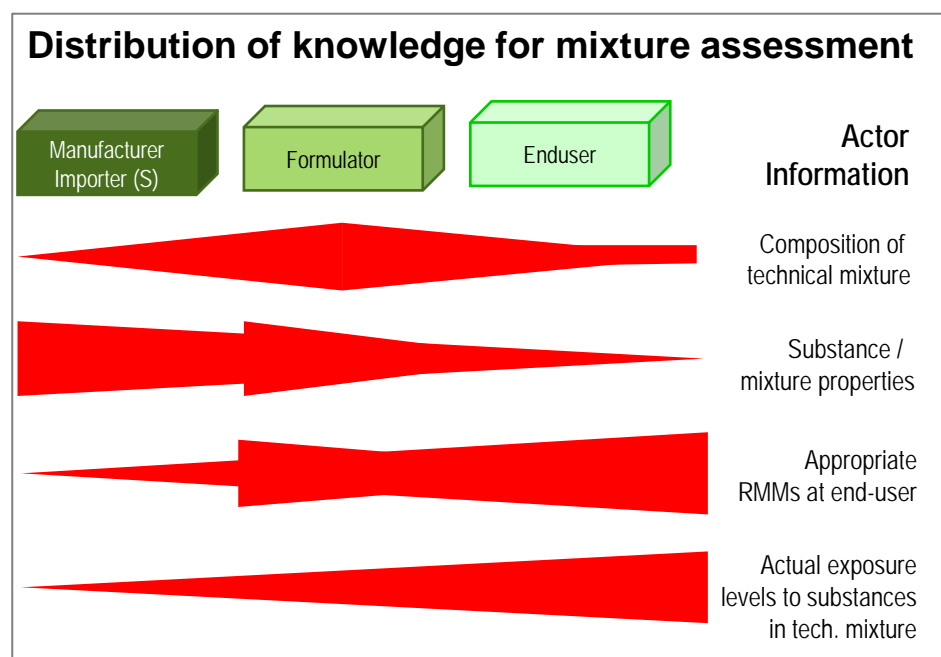 Distribution of knowledge for mixture assessment
Manufacturer
Importer (S)
Formulator
Enduser
Actor
Information
Composition of
technical mixture
Substance /
mixture properties
Appropriate
RMMs at end-user
Actual exposure
levels to substances
in tech. mixture